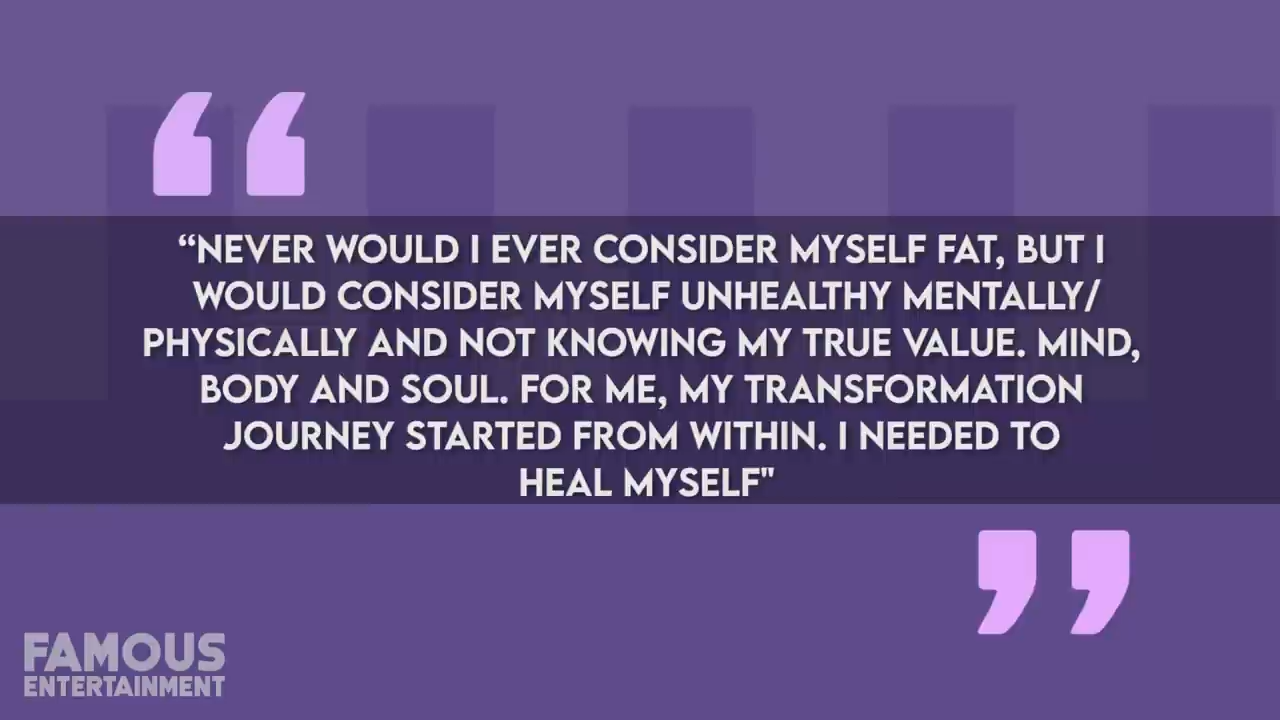 “NEVER WOULD I EVER CONSIDER MYSELF FAT, BUT I
WOULD CONSIDER MYSELF UNHEALTHY MENTALLY/
PHYSICALLY AND NOT KNOWING MY TRUE VALUE. MIND,
BODY AND SOUL. FOR ME, MY TRANSFORMATION
JOURNEY STARTED FROM WITHIN. I NEEDED TO
HEAL MYSELF"
FAMOUS
ENTERTAINMENT